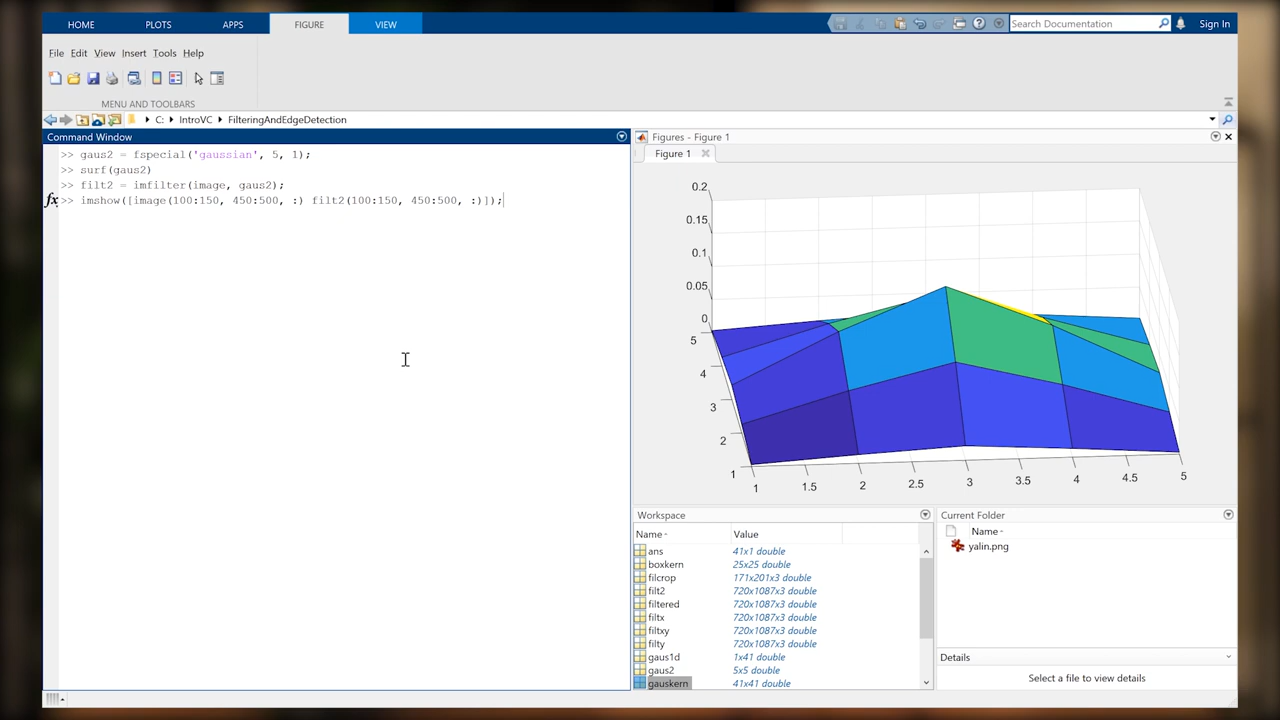 HOME PLOTS APPS FIGURE VIEW Search Documentation Sign In
File Edit View Insert Tools Help
MENU AND TOOLBARS
C: IntroVC FilteringAndEdgeDetection
Command Window
>> gaus2 = fspecial('gaussian', 5, 1);
>> surf(gaus2)
>> filt2 = imfilter(image, gaus2);
fx >> imshow([image(100:150, 450:500, :) filt2(100:150, 450:500, :)]);
Figures - Figure 1
Figure 1
0.2
0.15
0.1
0.05
0
5
4
3
2
1
1 1.5 2 2.5 3 3.5 4 4.5 5
Workspace
Name Value
ans 41x1 double
boxkern 25x25 double
filcrop 171x201x3 double
filt2 720x1087x3 double
filtered 720x1087x3 double
filtx 720x1087x3 double
filtxy 720x1087x3 double
filty 720x1087x3 double
gaus1d 1x41 double
gaus2 5x5 double
gauskern 41x41 double
Current Folder
Name
yalin.png
Details
Select a file to view details